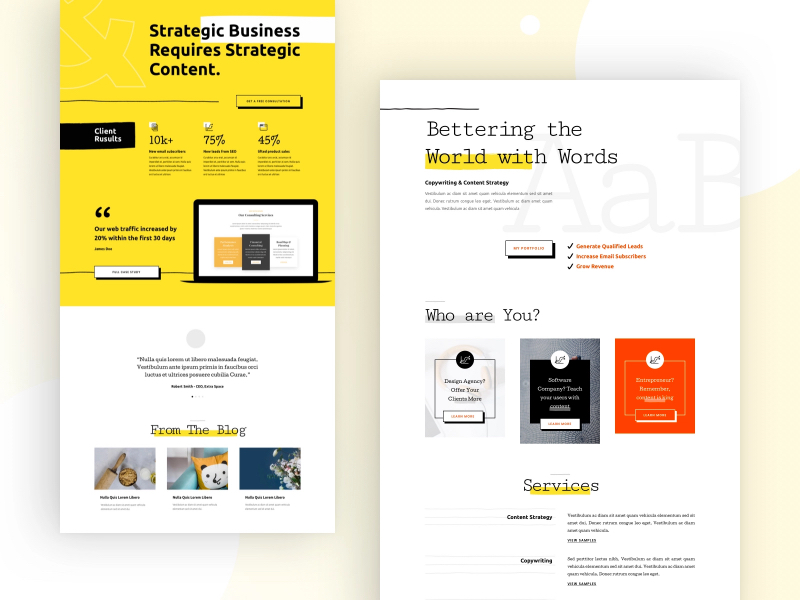 Strategic Business
Requires Strategic
Content.
GET A FREE CONSULTATION
Client
Rusults
10k+
New email subscribers
75%
New leads from SEO
45%
lifted product sales
“
Our web traffic increased by
20% within the first 30 days
James Doe
FULL CASE STUDY
Our Consulting Services
"Nulla quis lorem ut libero malesuada feugiat.
Vestibulum ante ipsum primis in faucibus orci
luctus et ultrices posuere cubilia Curae."
Robert Smith - CEO, Extra Space
From The Blog
Nulla Quis Lorem Libero
Nulla Quis Lorem Libero
Nulla Quis Lorem Libero
AaB
Bettering the
World with Words
Copywriting & Content Strategy
Vestibulum ac diam sit amet quam vehicula elementum sed sit amet
dui. Donec rutrum congue leo eget. Vestibulum ac diam sit amet quam
vehicula. Vestibulum ac diam sit amet quam vehicula.
MY PORTFOLIO
Generate Qualified Leads
Increase Email Subscribers
Grow Revenue
Who are You?
Design Agency?
Offer Your
Clients More
LEARN MORE
Software
Company? Teach
your users with
content
LEARN MORE
Entrepreneur?
Remember,
content is king
LEARN MORE
Services
Content Strategy
Vestibulum ac diam sit amet quam vehicula elementum sed sit
amet dui. Donec rutrum congue leo eget. Vestibulum ac diam
amet quam vehicula.
VIEW SAMPLES
Copywriting
Sed porttitor lectus nibh, Vestibulum ac diam sit amet quam
vehicula elementum sed sit amet dui. Vestibulum ac diam sit amet
quam vehicula Donec rutrum congue leo eget.
VIEW SAMPLES